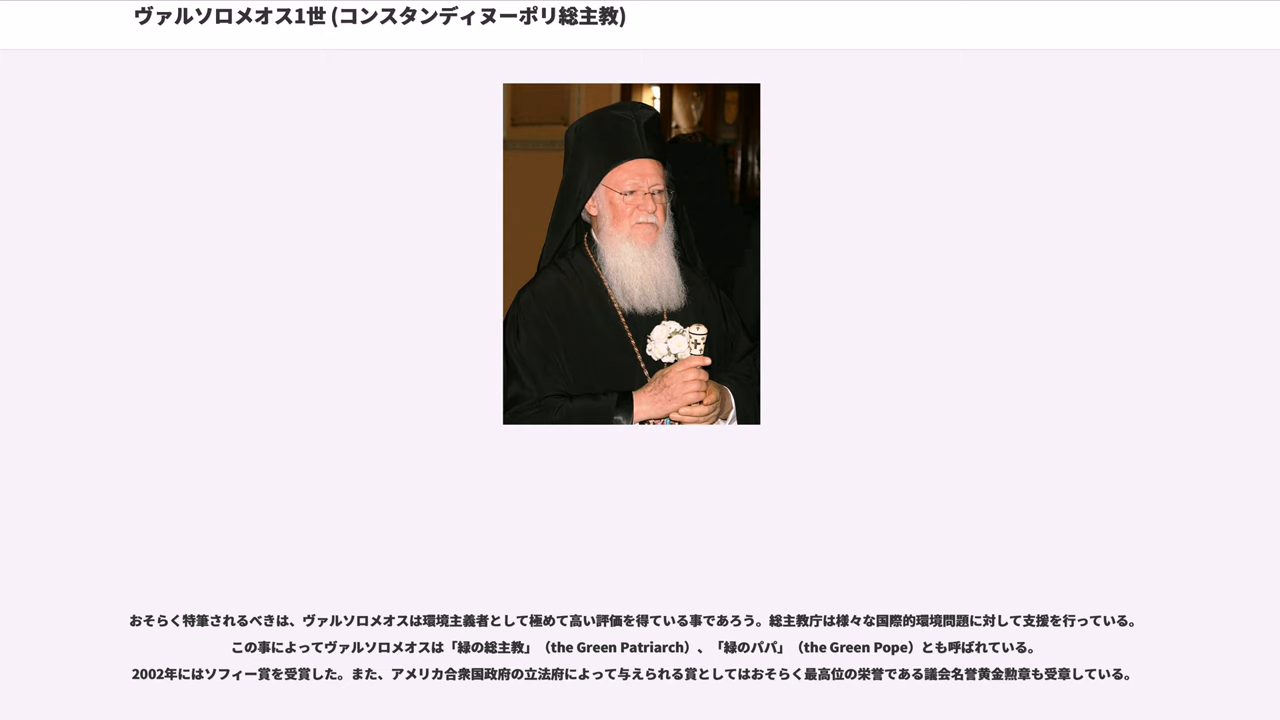 ヴァルソロメオス1世 (コンスタンディヌーポリ総主教)
おそらく特筆されるべきは、ヴァルソロメオスは環境主義者として極めて高い評価を得ている事であろう。総主教庁は様々な国際的環境問題に対して支援を行っている。
この事によってヴァルソロメオスは「緑の総主教」（the Green Patriarch）、「緑のパパ」（the Green Pope）とも呼ばれている。
2002年にはソフィー賞を受賞した。また、アメリカ合衆国政府の立法府によって与えられる賞としてはおそらく最高位の栄誉である議会名誉黄金勲章も受章している。